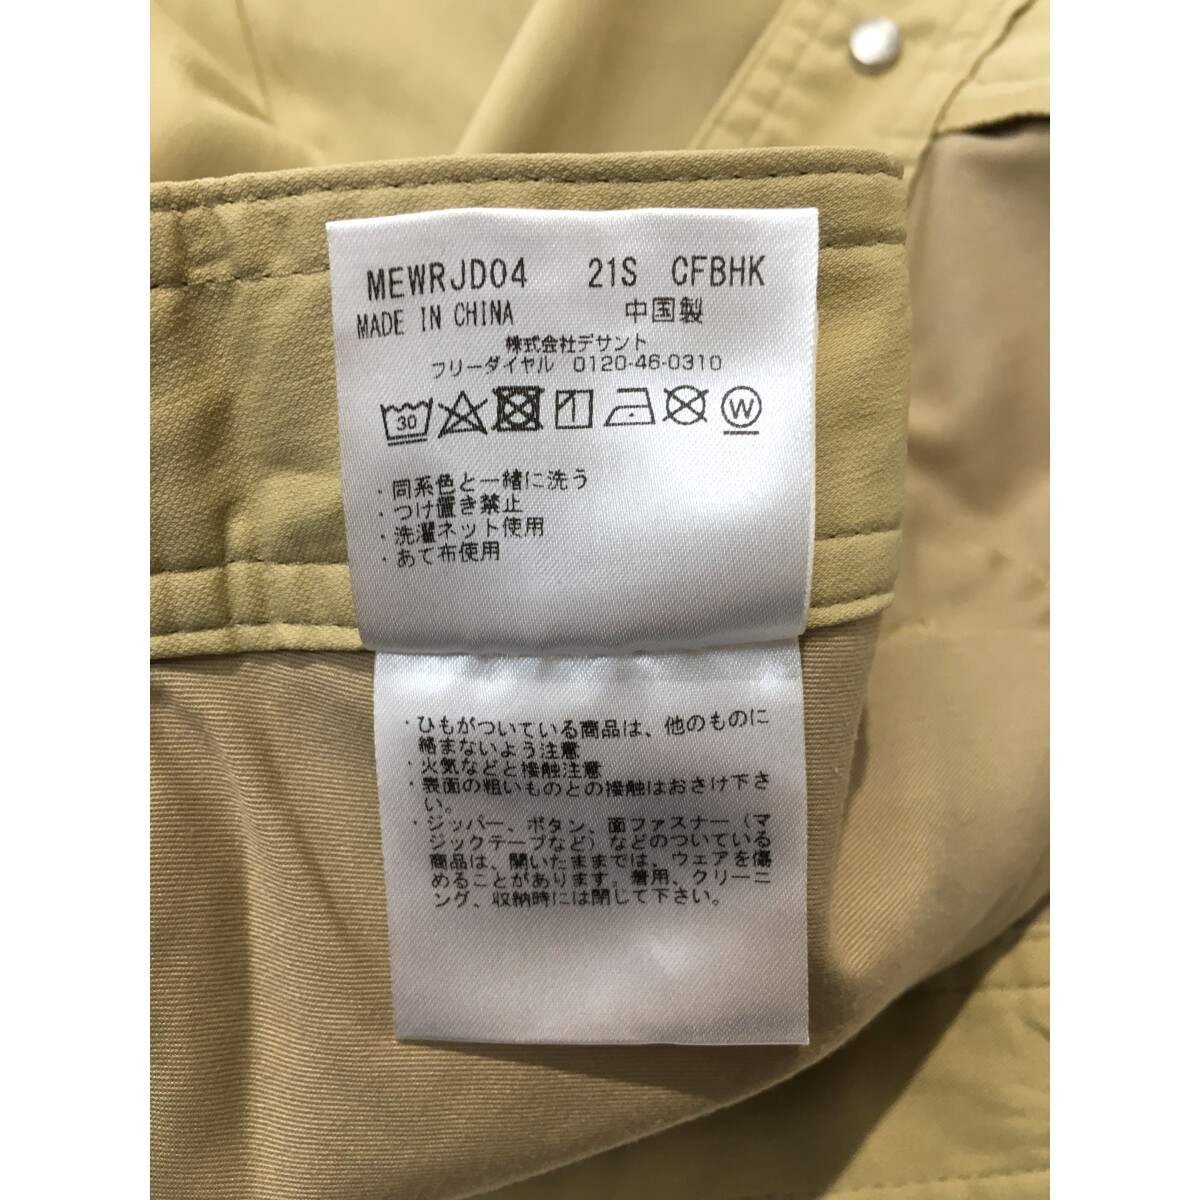 MEWRJD04 21S CFBHK
MADE IN CHINA 中国製
株式会社デサント
フリーダイヤル 0120-46-0310
30 W
・同系色と一緒に洗う
・つけ置き禁止
・洗濯ネット使用
・あて布使用
・ひもがついている商品は、他のものに
絡まないよう注意
・火気などと接触注意
・表面の粗いものとの接触はおさけ下さ
い。
・ジッパー、ボタン、面ファスナー（マ
ジックテープなど）などのついている
商品は、開いたままでは、ウェアを傷
めることがあります。着用、クリーニ
ング、収納時には閉じて下さい。